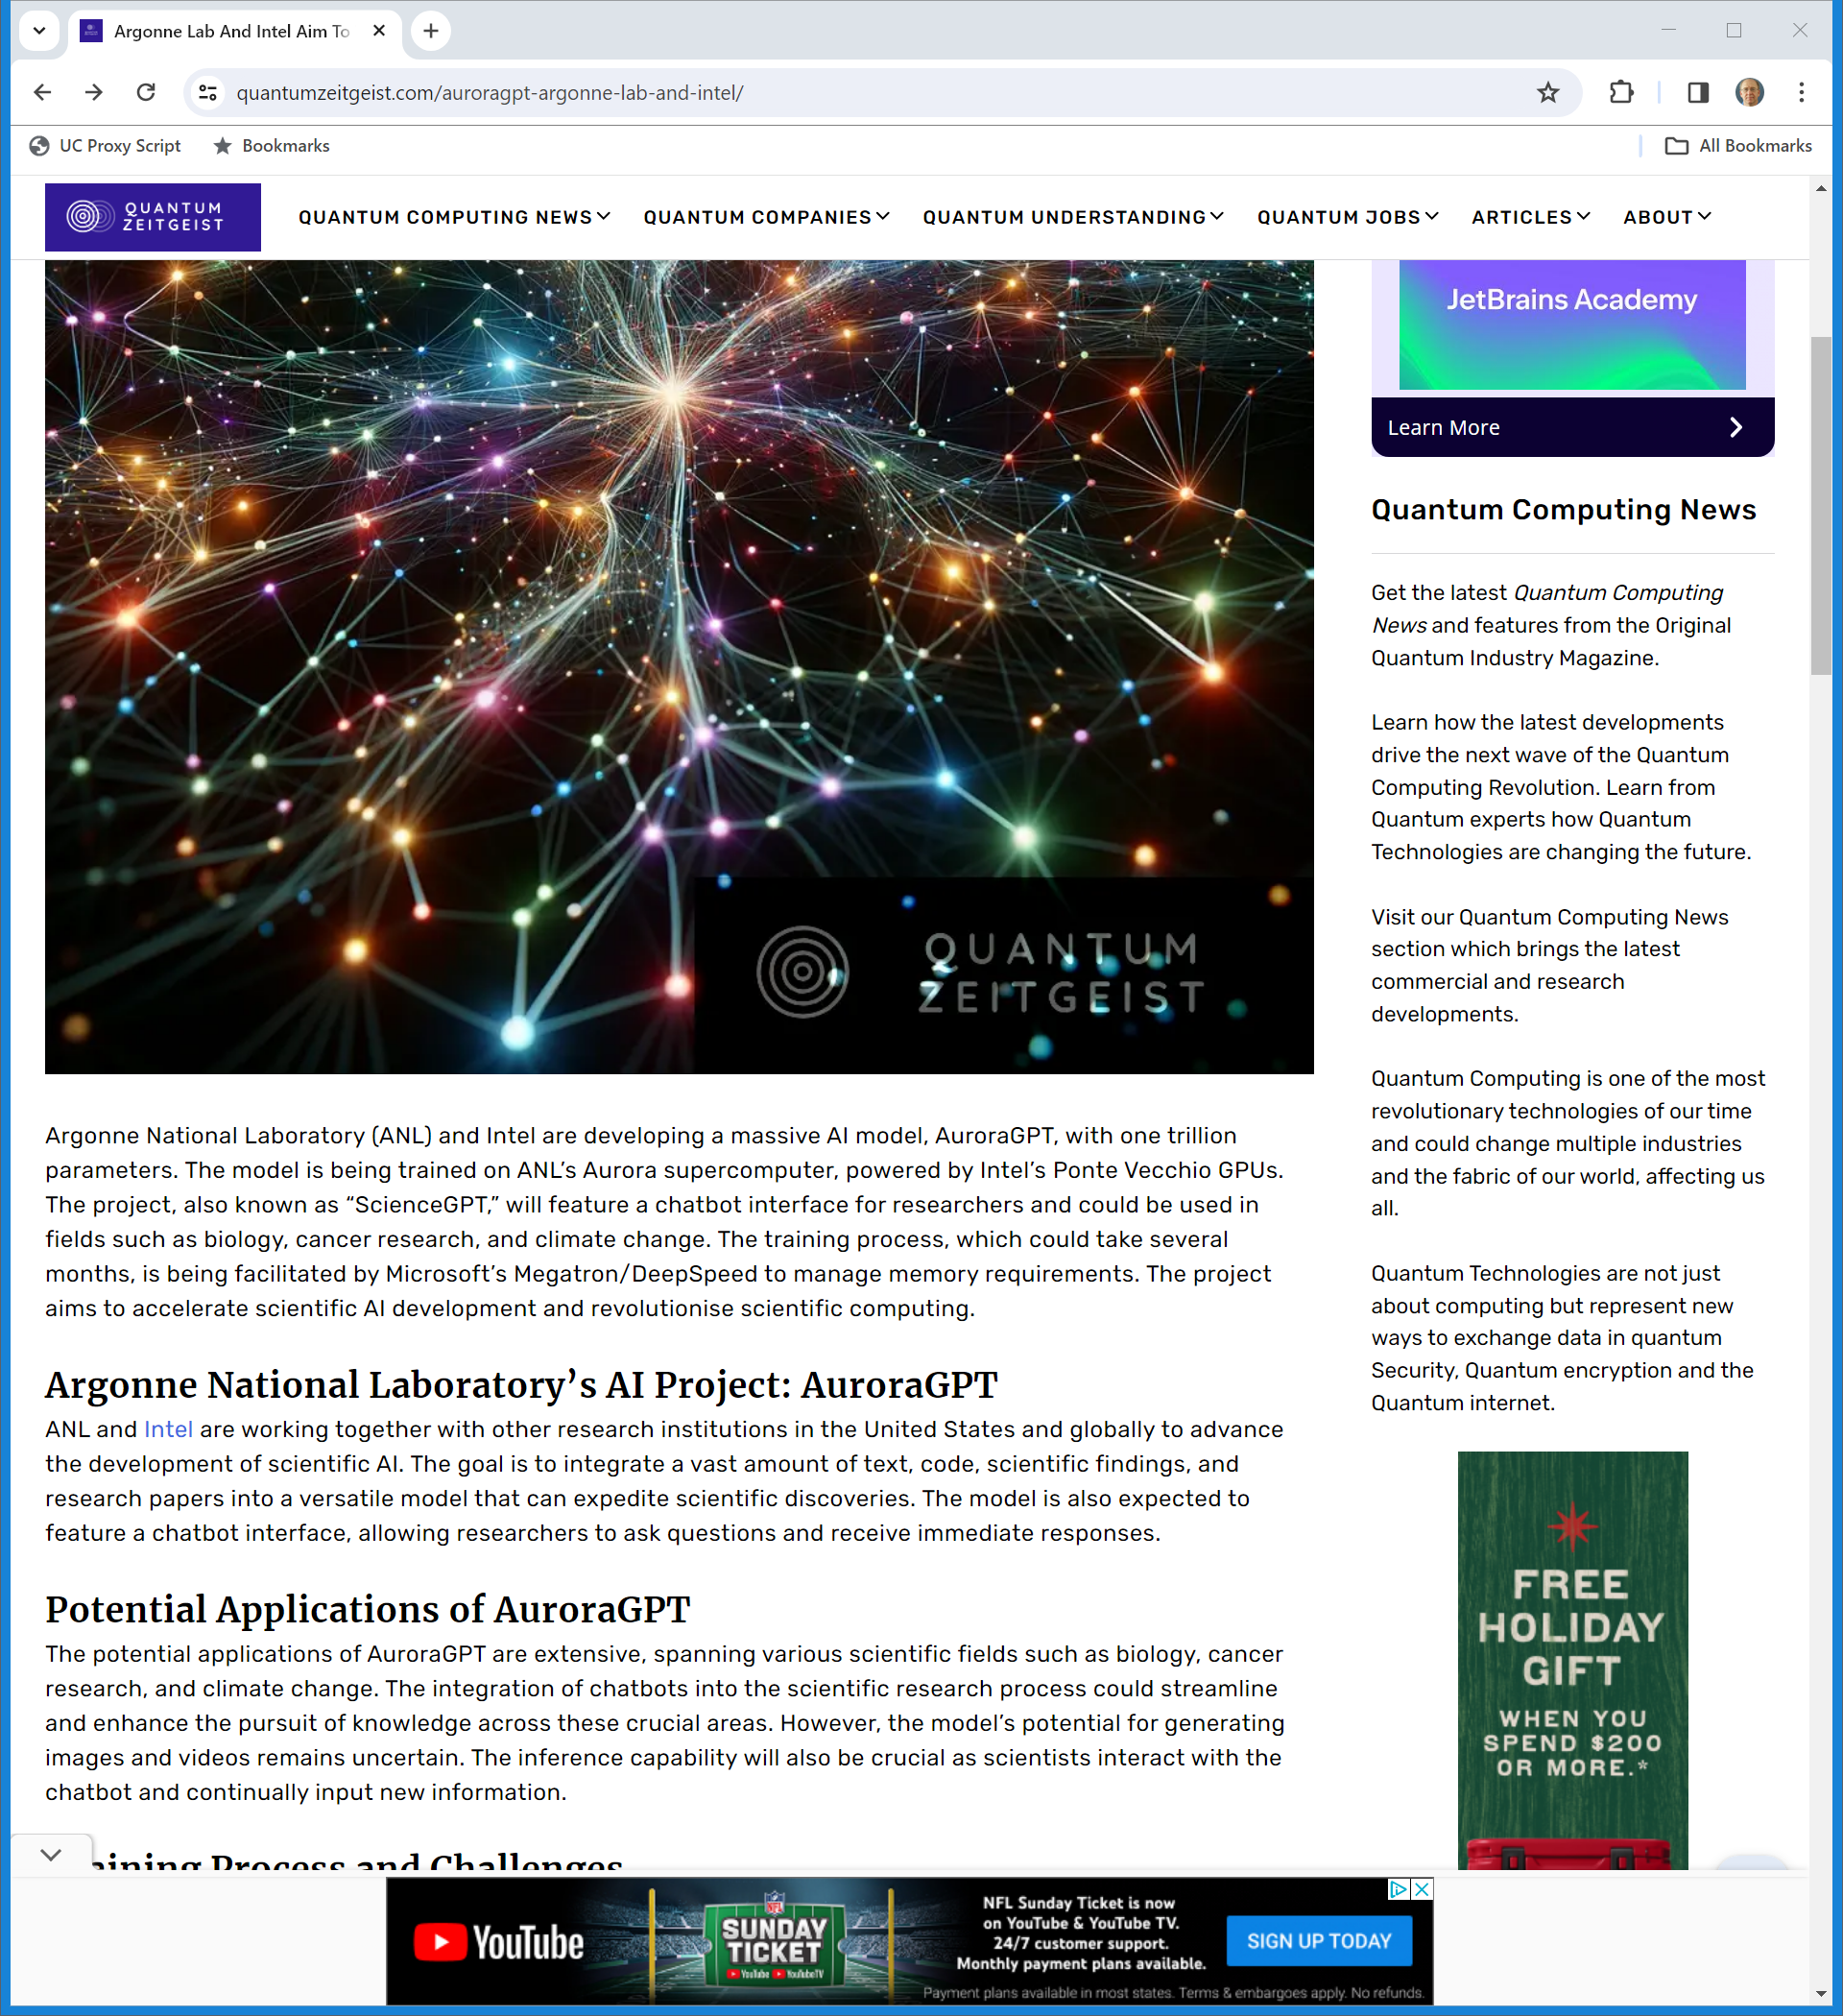 Argonne Lab And Intel Aim To
quantumzeitgeist.com/auroragpt-argonne-lab-and-intel/
UC Proxy Script
Bookmarks
All Bookmarks
QUANTUM
ZEITGEIST
QUANTUM COMPUTING NEWS
QUANTUM COMPANIES
QUANTUM UNDERSTANDING
QUANTUM JOBS
ARTICLES
ABOUT
QUANTUM
ZEITGEIST
Argonne National Laboratory (ANL) and Intel are developing a massive AI model, AuroraGPT, with one trillion
parameters. The model is being trained on ANL’s Aurora supercomputer, powered by Intel’s Ponte Vecchio GPUs.
The project, also known as “ScienceGPT,” will feature a chatbot interface for researchers and could be used in
fields such as biology, cancer research, and climate change. The training process, which could take several
months, is being facilitated by Microsoft’s Megatron/DeepSpeed to manage memory requirements. The project
aims to accelerate scientific AI development and revolutionise scientific computing.
Argonne National Laboratory’s AI Project: AuroraGPT
ANL and Intel are working together with other research institutions in the United States and globally to advance
the development of scientific AI. The goal is to integrate a vast amount of text, code, scientific findings, and
research papers into a versatile model that can expedite scientific discoveries. The model is also expected to
feature a chatbot interface, allowing researchers to ask questions and receive immediate responses.
Potential Applications of AuroraGPT
The potential applications of AuroraGPT are extensive, spanning various scientific fields such as biology, cancer
research, and climate change. The integration of chatbots into the scientific research process could streamline
and enhance the pursuit of knowledge across these crucial areas. However, the model’s potential for generating
images and videos remains uncertain. The inference capability will also be crucial as scientists interact with the
chatbot and continually input new information.
aining Process and Challenges
JetBrains Academy
Learn More
Quantum Computing News
Get the latest Quantum Computing
News and features from the Original
Quantum Industry Magazine.
Learn how the latest developments
drive the next wave of the Quantum
Computing Revolution. Learn from
Quantum experts how Quantum
Technologies are changing the future.
Visit our Quantum Computing News
section which brings the latest
commercial and research
developments.
Quantum Computing is one of the most
revolutionary technologies of our time
and could change multiple industries
and the fabric of our world, affecting us
all.
Quantum Technologies are not just
about computing but represent new
ways to exchange data in quantum
Security, Quantum encryption and the
Quantum internet.
FREE
HOLIDAY
GIFT
WHEN YOU
SPEND $200
OR MORE.*
YouTube
NFL
SUNDAY
TICKET
YouTube YouTubeTV
NFL Sunday Ticket is now
on YouTube & YouTube TV.
24/7 customer support.
Monthly payment plans available.
SIGN UP TODAY
Payment plans available in most states. Terms & embargoes apply. No refunds.